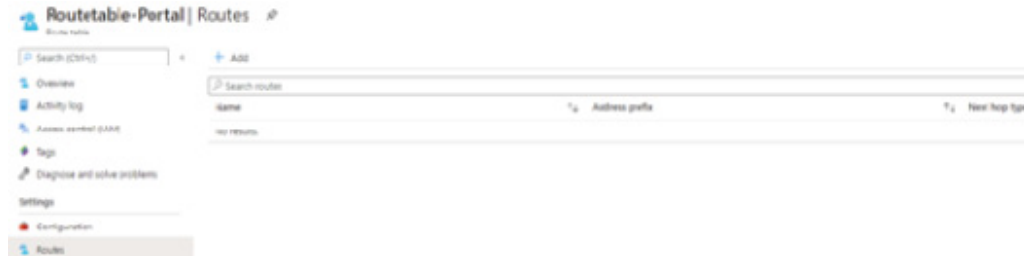 Routetable-Portal | Routes
Route table
Search (Ctrl+/)
«
+ Add
Overview
Search routes
Activity log
Name
Address prefix
Next hop typ
Access control (IAM)
No results.
Tags
Diagnose and solve problems
Settings
Configuration
Routes